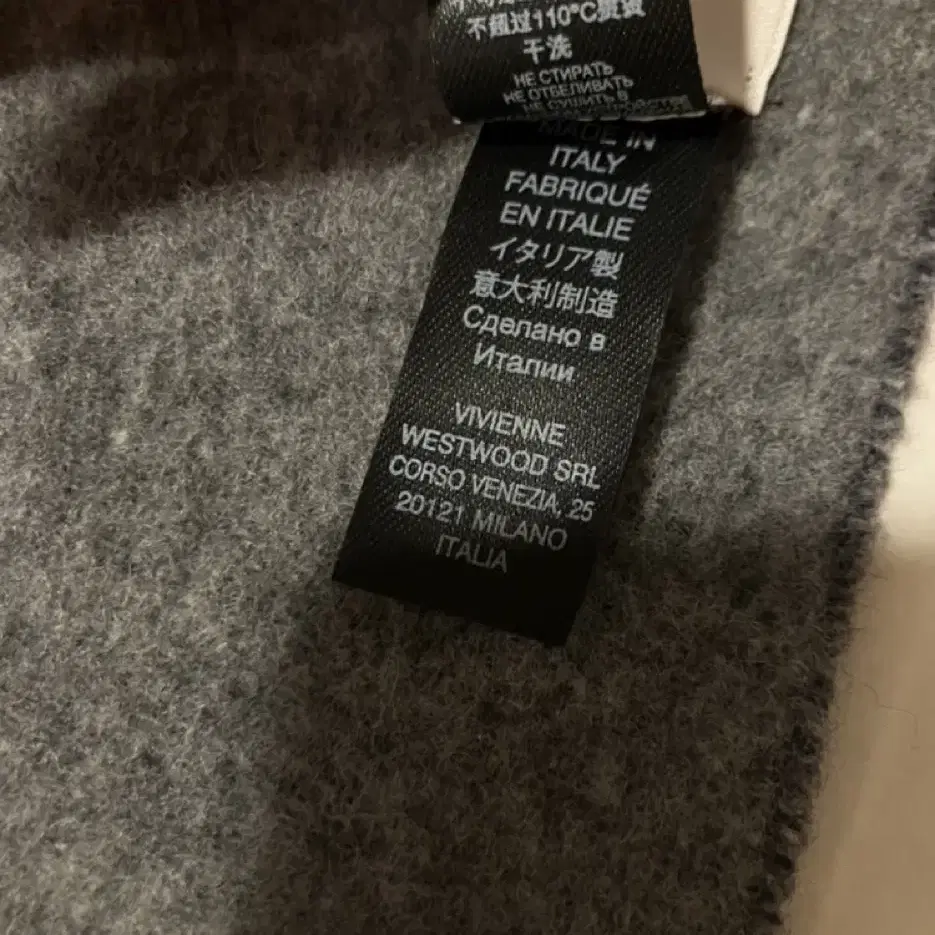 不超过110°C熨烫
干洗
НЕ СТИРАТЬ
НЕ ОТБЕЛИВАТЬ
НЕ СУШИТЬ В
MADE IN
ITALY
FABRIQUÉ
EN ITALIE
イタリア製
意大利制造
Сделано в
Италии
VIVIENNE
WESTWOOD SRL
CORSO VENEZIA, 25
20121 MILANO
ITALIA